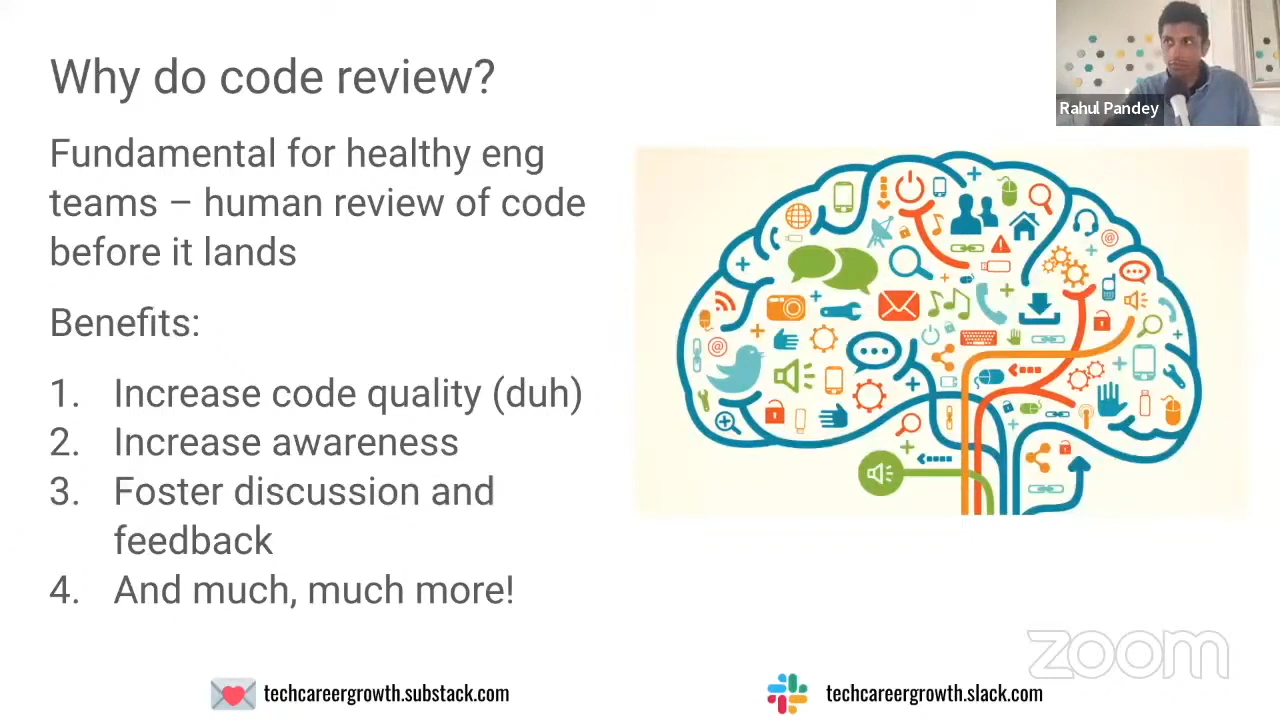 Why do code review?
Rahul Pandey
Fundamental for healthy eng
teams – human review of code
before it lands
Benefits:
1. Increase code quality (duh)
2. Increase awareness
3. Foster discussion and
feedback
4. And much, much more!
zoom
techcareergrowth.substack.com
techcareergrowth.slack.com